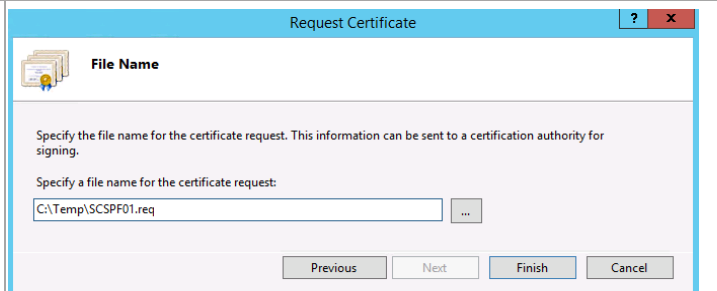 Request Certificate
? x
File Name
Specify the file name for the certificate request. This information can be sent to a certification authority for
signing.
Specify a file name for the certificate request:
C:\Temp\SCSPF01.req
...
Previous Next Finish Cancel